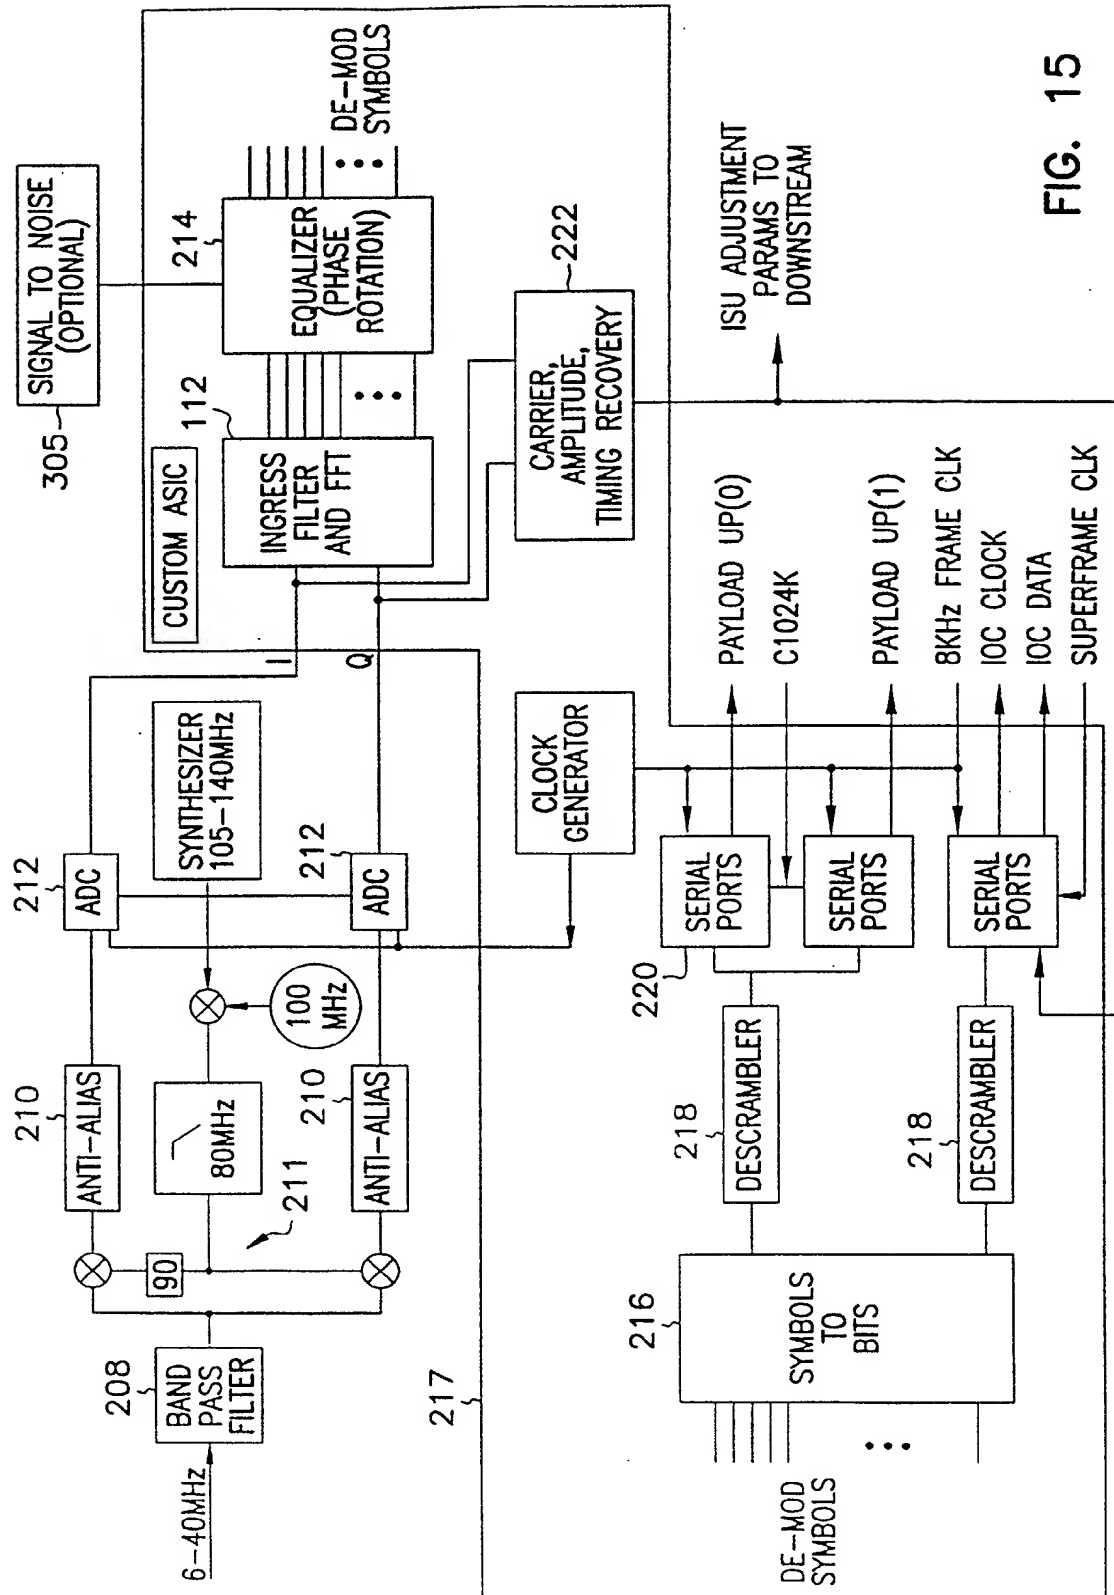 6-40MHz
208
BAND
PASS
FILTER
90
211
210
ANTI-ALIAS
80MHz
210
ANTI-ALIAS
100
MHz
SYNTHESIZER
105-140MHz
212
ADC
212
ADC
I
Q
217
CUSTOM ASIC
305
SIGNAL TO NOISE
(OPTIONAL)
112
INGRESS
FILTER
AND FFT
214
EQUALIZER
(PHASE
ROTATION)
DE-MOD
SYMBOLS
222
CARRIER,
AMPLITUDE,
TIMING RECOVERY
CLOCK
GENERATOR
ISU ADJUSTMENT
PARAMS TO
DOWNSTREAM
DE-MOD
SYMBOLS
216
SYMBOLS
TO
BITS
218
DESCRAMBLER
218
DESCRAMBLER
220
SERIAL
PORTS
SERIAL
PORTS
SERIAL
PORTS
PAYLOAD UP(0)
C1024K
PAYLOAD UP(1)
8KHz FRAME CLK
IOC CLOCK
IOC DATA
SUPERFRAME CLK
FIG. 15